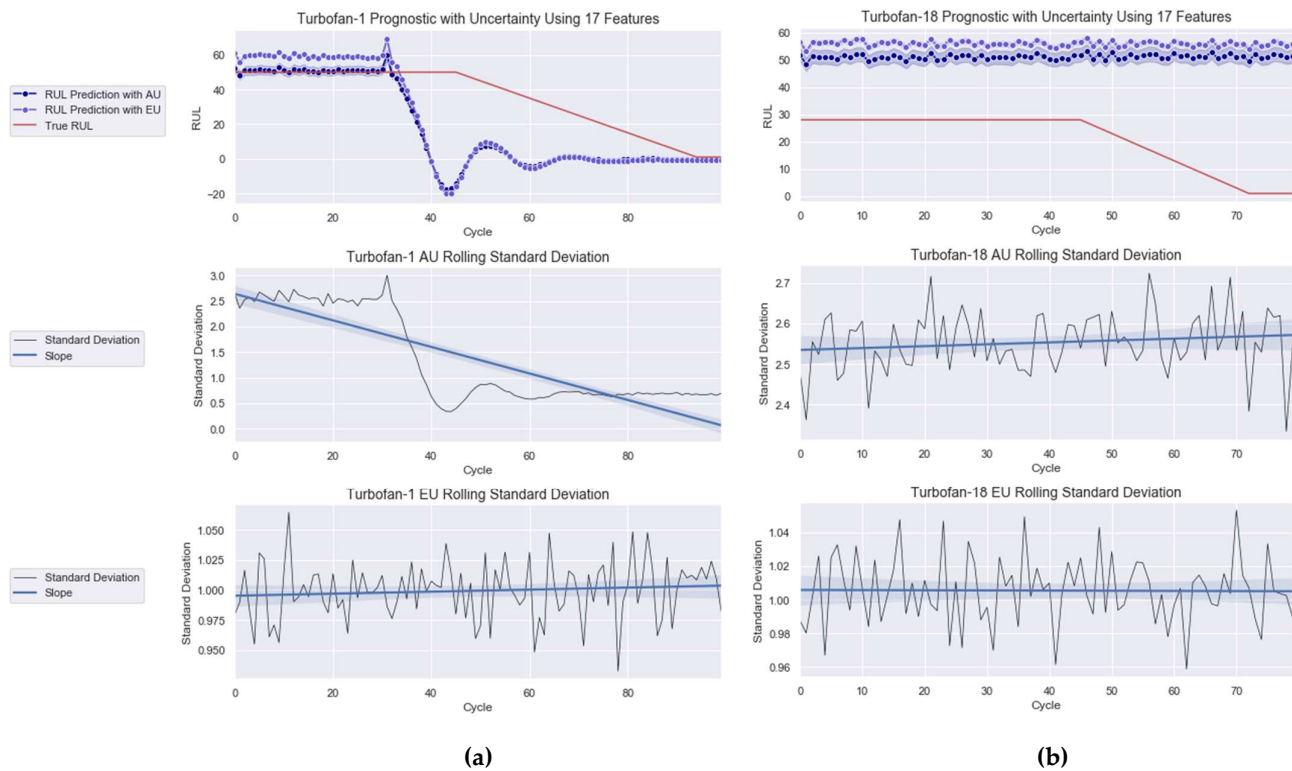 Turbofan-1 Prognostic with Uncertainty Using 17 Features
RUL Prediction with AU
RUL Prediction with EU
True RUL
RUL
60
40
20
0
−20
0 20 40 60 80
Cycle
Turbofan-18 Prognostic with Uncertainty Using 17 Features
RUL
60
50
40
30
20
10
0
0 10 20 30 40 50 60 70
Cycle
Turbofan-1 AU Rolling Standard Deviation
Standard Deviation
Slope
Standard Deviation
3.0
2.5
2.0
1.5
1.0
0.5
0.0
0 20 40 60 80
Cycle
Turbofan-18 AU Rolling Standard Deviation
Standard Deviation
2.7
2.6
2.5
2.4
0 10 20 30 40 50 60 70
Cycle
Turbofan-1 EU Rolling Standard Deviation
Standard Deviation
Slope
Standard Deviation
1.050
1.025
1.000
0.975
0.950
0 20 40 60 80
Cycle
Turbofan-18 EU Rolling Standard Deviation
Standard Deviation
1.04
1.02
1.00
0.98
0.96
0 10 20 30 40 50 60 70
Cycle
(a)
(b)